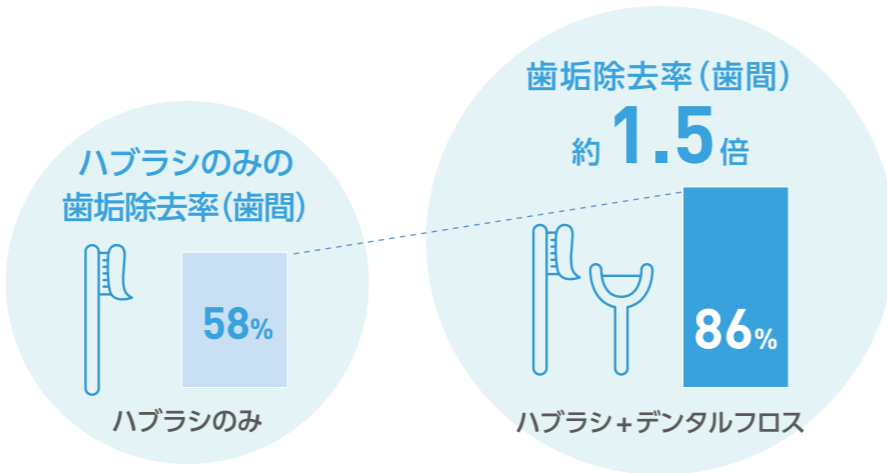 ハブラシのみの
歯垢除去率(歯間)
58%
ハブラシのみ
歯垢除去率(歯間)
約1.5倍
86%
ハブラシ+デンタルフロス